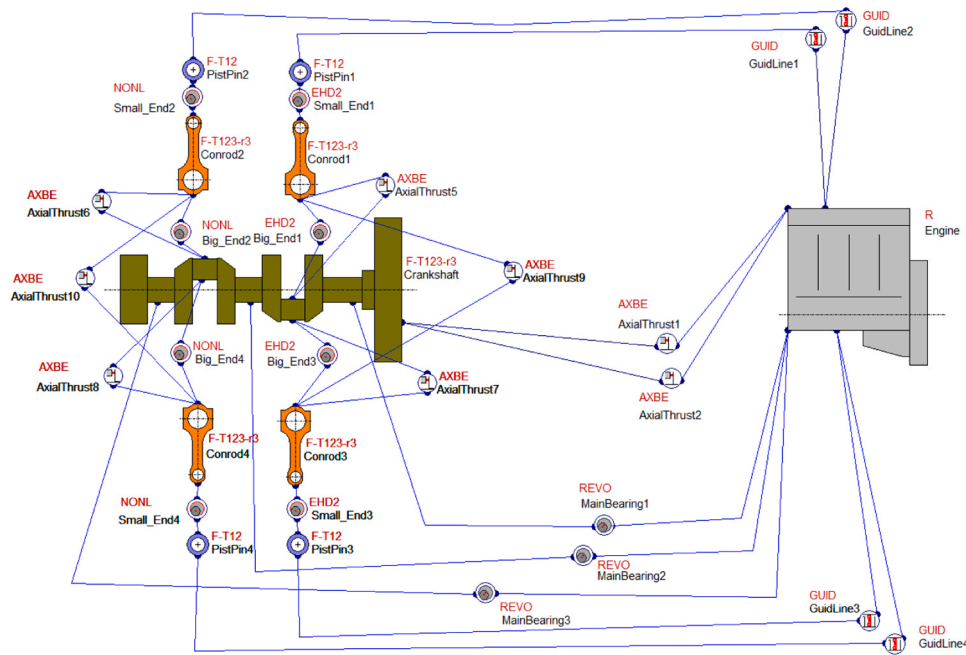 GUID
GuidLine2
GUID
GuidLine1
F-T12
PistPin2
F-T12
PistPin1
NONL
Small_End2
EHD2
Small_End1
F-T123-r3
Conrod2
F-T123-r3
Conrod1
AXBE
AxialThrust5
AXBE
AxialThrust6
NONL
Big_End2
EHD2
Big_End1
R
Engine
F-T123-r3
Crankshaft
AXBE
AxialThrust9
AXBE
AxialThrust10
AXBE
AxialThrust1
NONL
Big_End4
EHD2
Big_End3
AXBE
AxialThrust8
AXBE
AxialThrust7
AXBE
AxialThrust2
F-T123-r3
Conrod4
F-T123-r3
Conrod3
NONL
Small_End4
EHD2
Small_End3
REVO
MainBearing1
F-T12
PistPin4
F-T12
PistPin3
REVO
MainBearing2
REVO
MainBearing3
GUID
GuidLine3
GUID
GuidLine4